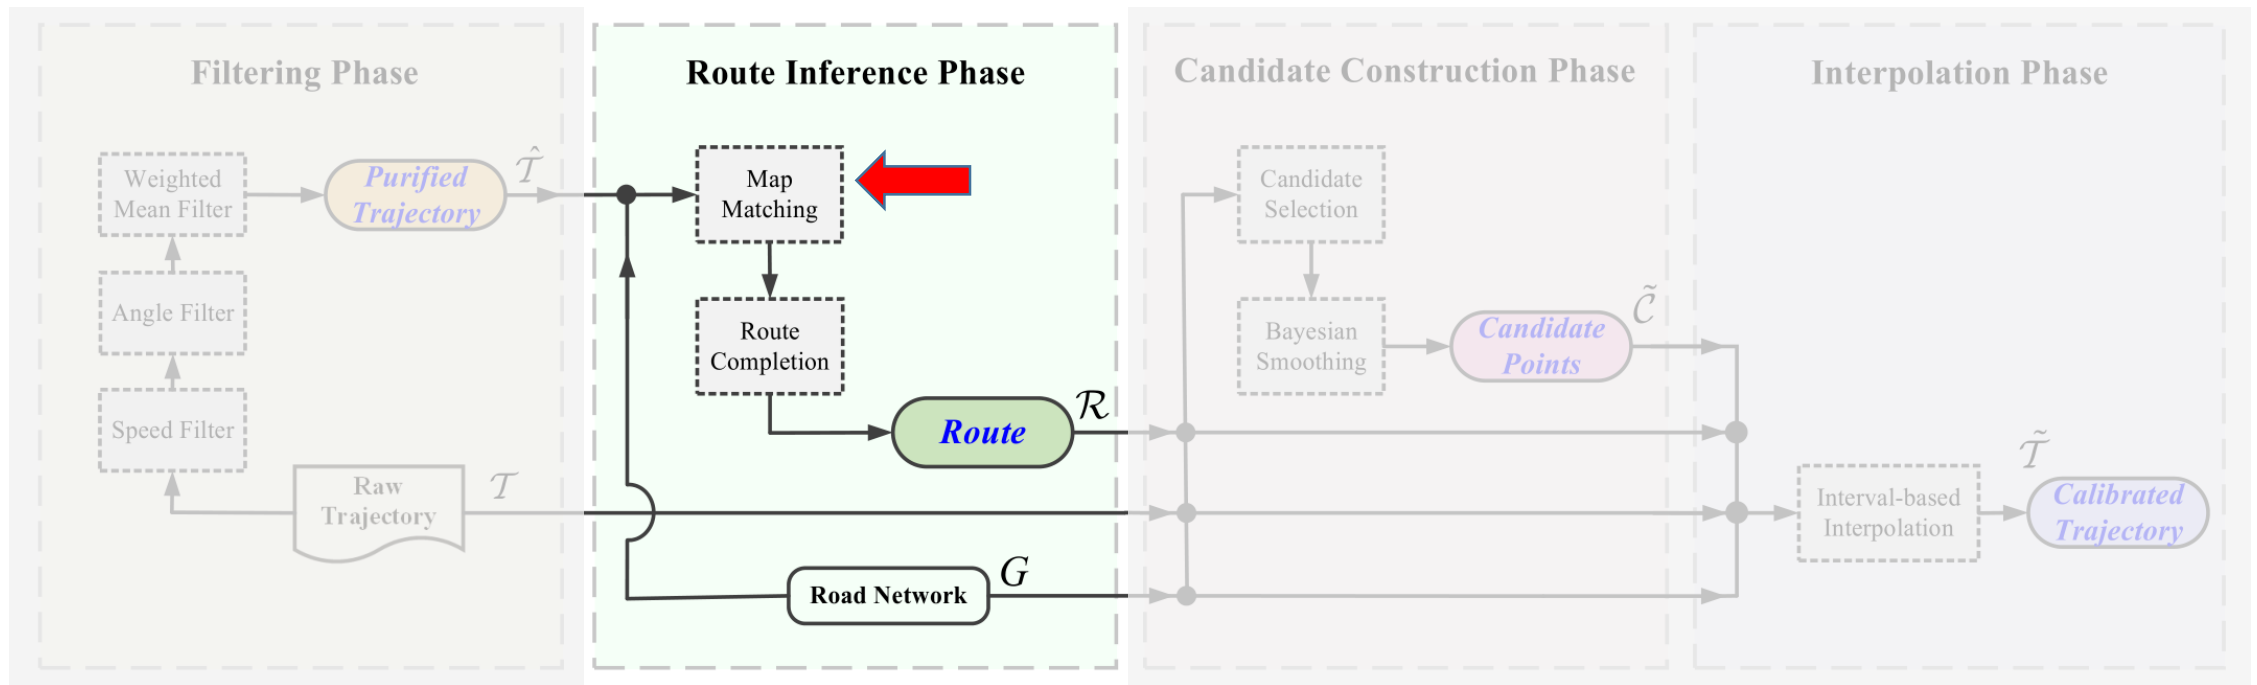 Filtering Phase
Weighted
Mean Filter
Purified
Trajectory
𝒯̂
Angle Filter
Speed Filter
Raw
Trajectory
𝒯
Route Inference Phase
Map
Matching
Route
Completion
Route
ℛ
Road Network
G
Candidate Construction Phase
Candidate
Selection
Bayesian
Smoothing
Candidate
Points
𝒞̃
Interpolation Phase
Interval-based
Interpolation
𝒯̃
Calibrated
Trajectory